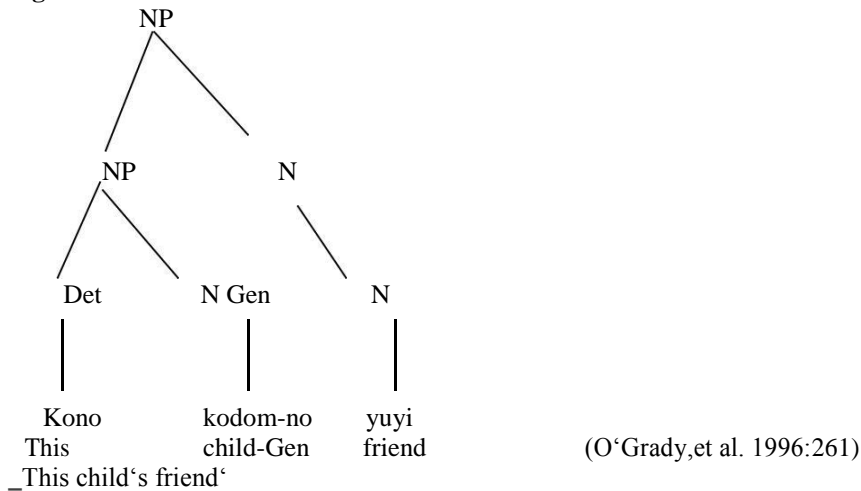 NP
NP N
Det N Gen N
Kono kodom-no yuyi
This child-Gen friend (O‘Grady,et al. 1996:261)
_This child‘s friend‘